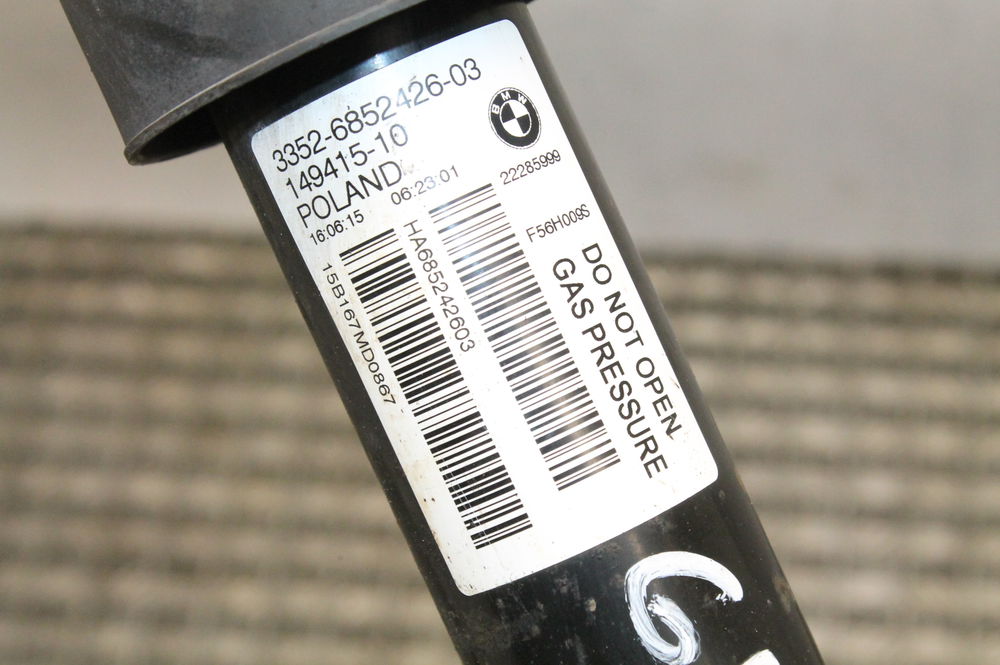 3352-6852426-03
149415-10
POLAND
16:06:15 06:23:01 22285999
BMW
15B167MD0867
HA685242603
F56H009S
DO NOT OPEN
GAS PRESSURE